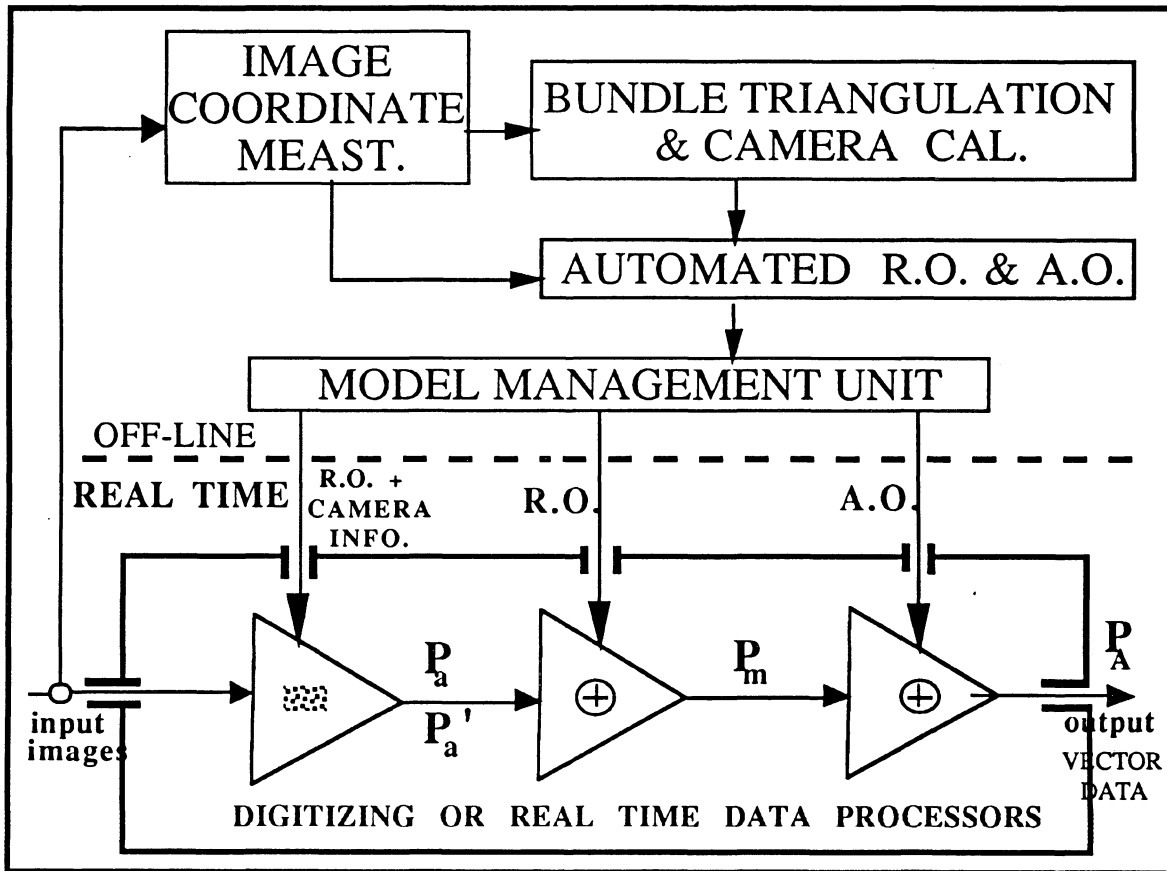 IMAGE
COORDINATE
MEAST.
BUNDLE TRIANGULATION
& CAMERA CAL.
AUTOMATED R.O. & A.O.
MODEL MANAGEMENT UNIT
OFF-LINE
REAL TIME
R.O. +
CAMERA
INFO.
R.O.
A.O.
Pa
Pa'
Pm
PA
input
images
output
VECTOR
DATA
DIGITIZING OR REAL TIME DATA PROCESSORS